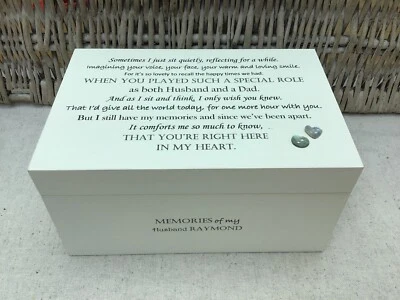 Sometimes I just sit quietly, reflecting for a while.
Imagining your voice, your face, your warm and loving smile.
For it's so lovely to recall the happy times we had.
WHEN YOU PLAYED SUCH A SPECIAL ROLE
as both Husband and a Dad.
And as I sit and think, I only wish you knew,
That I'd give all the world today, for one more hour with you.
But I still have my memories and since we've been apart,
It comforts me so much to know,
THAT YOU'RE RIGHT HERE
IN MY HEART.
MEMORIES of my
Husband RAYMOND